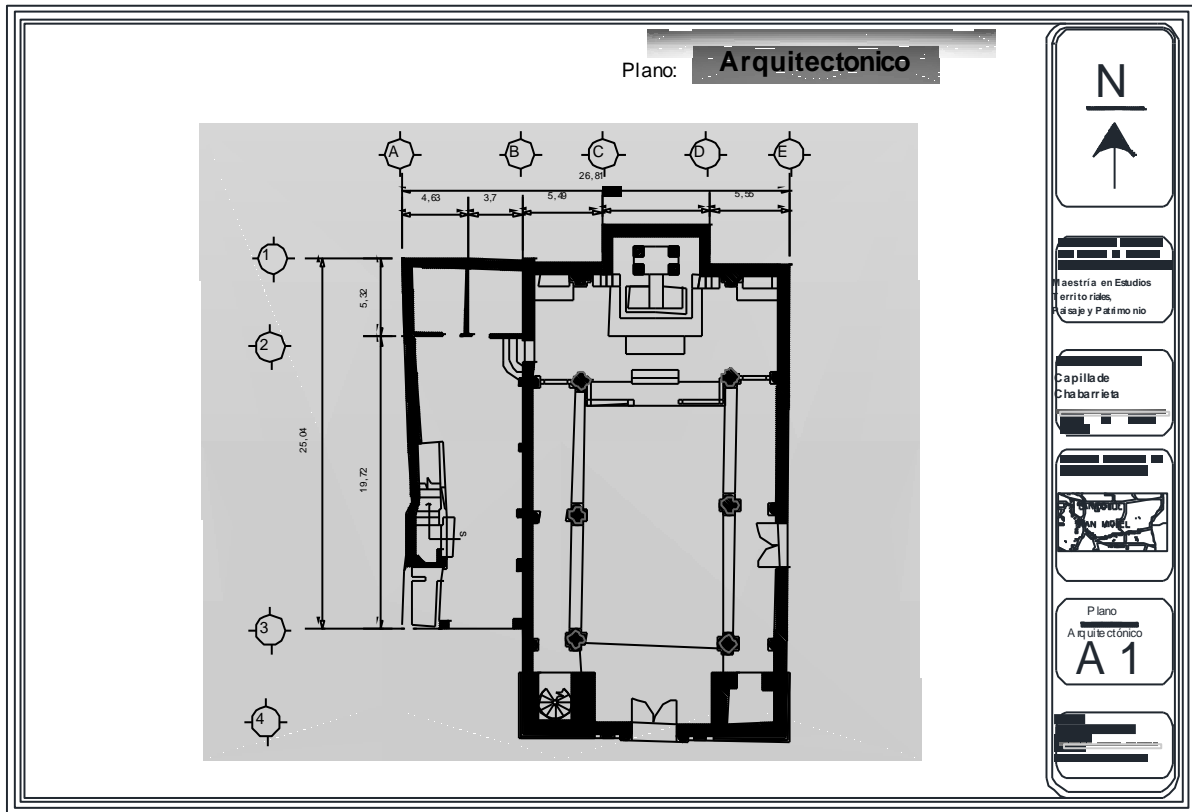 Plano: Arquitectonico
A B C D E
26,81
4,63 3,7 5,49 5,55
1
5,32
2
25,04
19,72
S
3
4
N
Maestría en Estudios
Territoriales,
Paisaje y Patrimonio
Capilla de
Chabarrieta
SAN MIGUEL
Plano
Arquitectónico
A 1